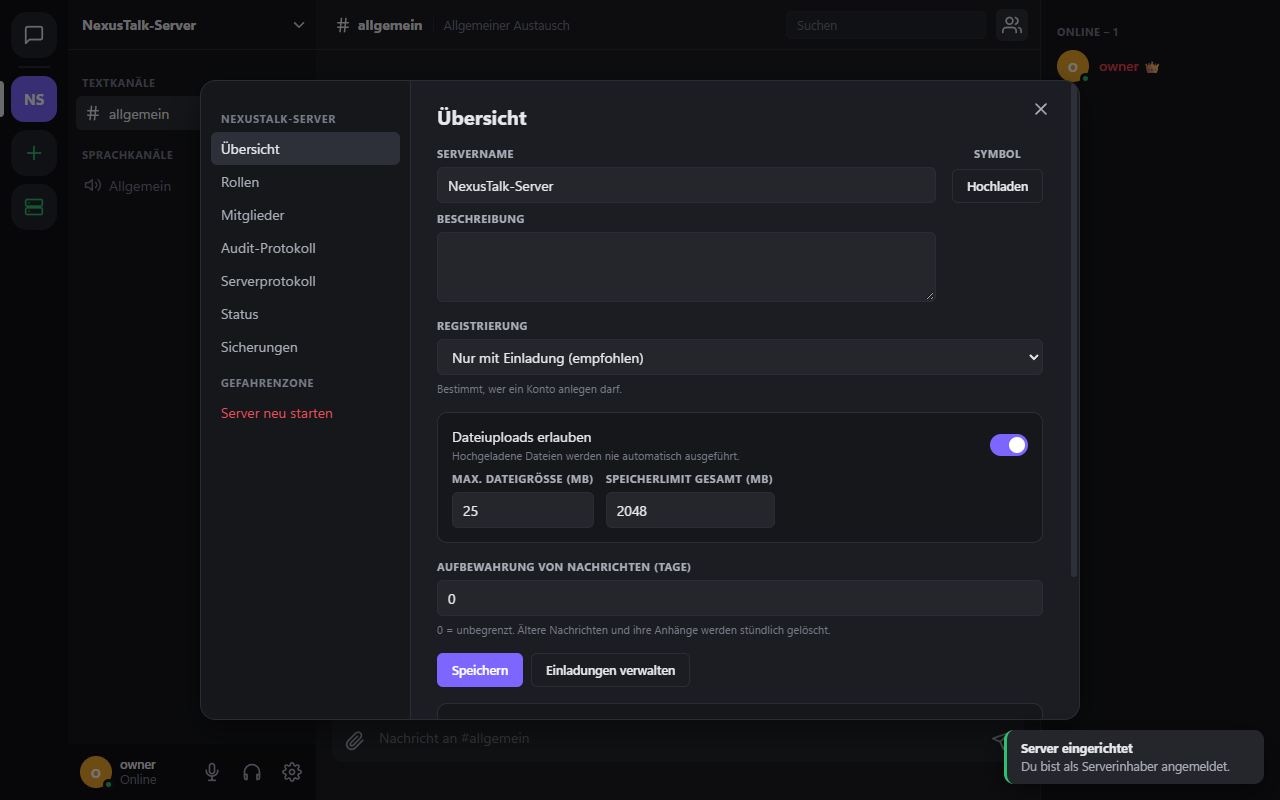 NexusTalk-Server
# allgemein
Allgemeiner Austausch
Suchen
ONLINE – 1
o
owner
NS
TEXTKANÄLE
# allgemein
SPRACHKANÄLE
Allgemein
NEXUSTALK-SERVER
Übersicht
Rollen
Mitglieder
Audit-Protokoll
Serverprotokoll
Status
Sicherungen
GEFAHRENZONE
Server neu starten
Übersicht
SERVERNAME
SYMBOL
NexusTalk-Server
Hochladen
BESCHREIBUNG
REGISTRIERUNG
Nur mit Einladung (empfohlen)
Bestimmt, wer ein Konto anlegen darf.
Dateiuploads erlauben
Hochgeladene Dateien werden nie automatisch ausgeführt.
MAX. DATEIGRÖSSE (MB)
SPEICHERLIMIT GESAMT (MB)
25
2048
AUFBEWAHRUNG VON NACHRICHTEN (TAGE)
0
0 = unbegrenzt. Ältere Nachrichten und ihre Anhänge werden stündlich gelöscht.
Speichern
Einladungen verwalten
Nachricht an #allgemein
o
owner
Online
Server eingerichtet
Du bist als Serverinhaber angemeldet.